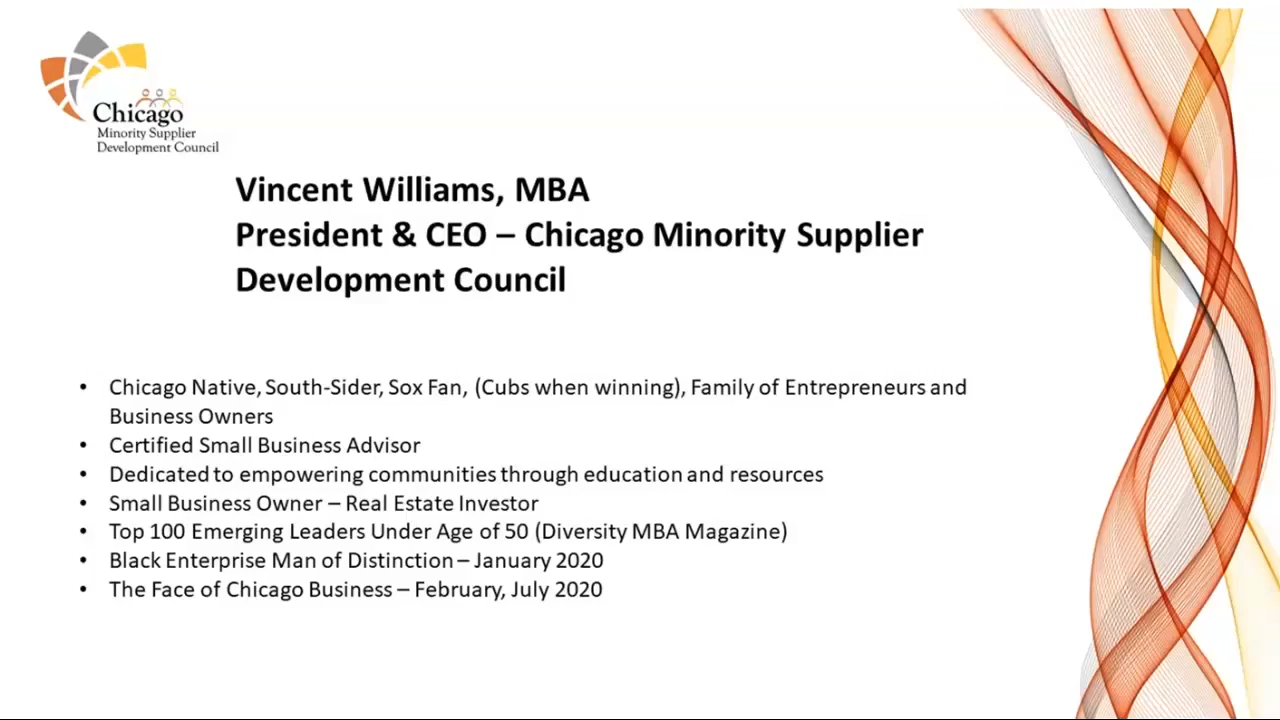 Chicago
Minority Supplier
Development Council
Vincent Williams, MBA
President & CEO – Chicago Minority Supplier
Development Council
• Chicago Native, South-Sider, Sox Fan, (Cubs when winning), Family of Entrepreneurs and
Business Owners
• Certified Small Business Advisor
• Dedicated to empowering communities through education and resources
• Small Business Owner – Real Estate Investor
• Top 100 Emerging Leaders Under Age of 50 (Diversity MBA Magazine)
• Black Enterprise Man of Distinction – January 2020
• The Face of Chicago Business – February, July 2020